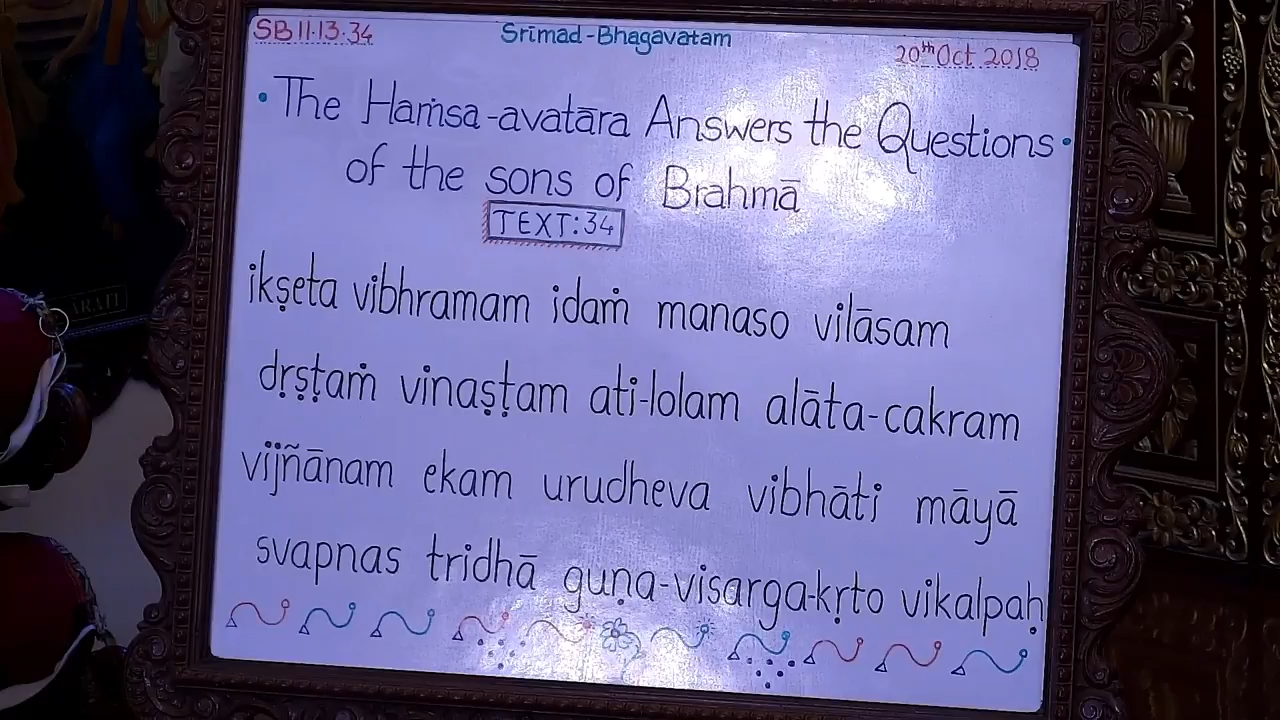 SB 11.13.34
Srīmad-Bhagavatam
20th Oct 2018
• The Haṁsa-avatāra Answers the Questions •
of the sons of Brahmā
TEXT: 34
ikṣeta vibhramam idaṁ manaso vilāsam
dṛṣṭaṁ vinaṣṭam ati-lolam alāta-cakram
vijñānam ekam urudheva vibhāti māyā
svapnas tridhā guṇa-visarga-kṛto vikalpaḥ